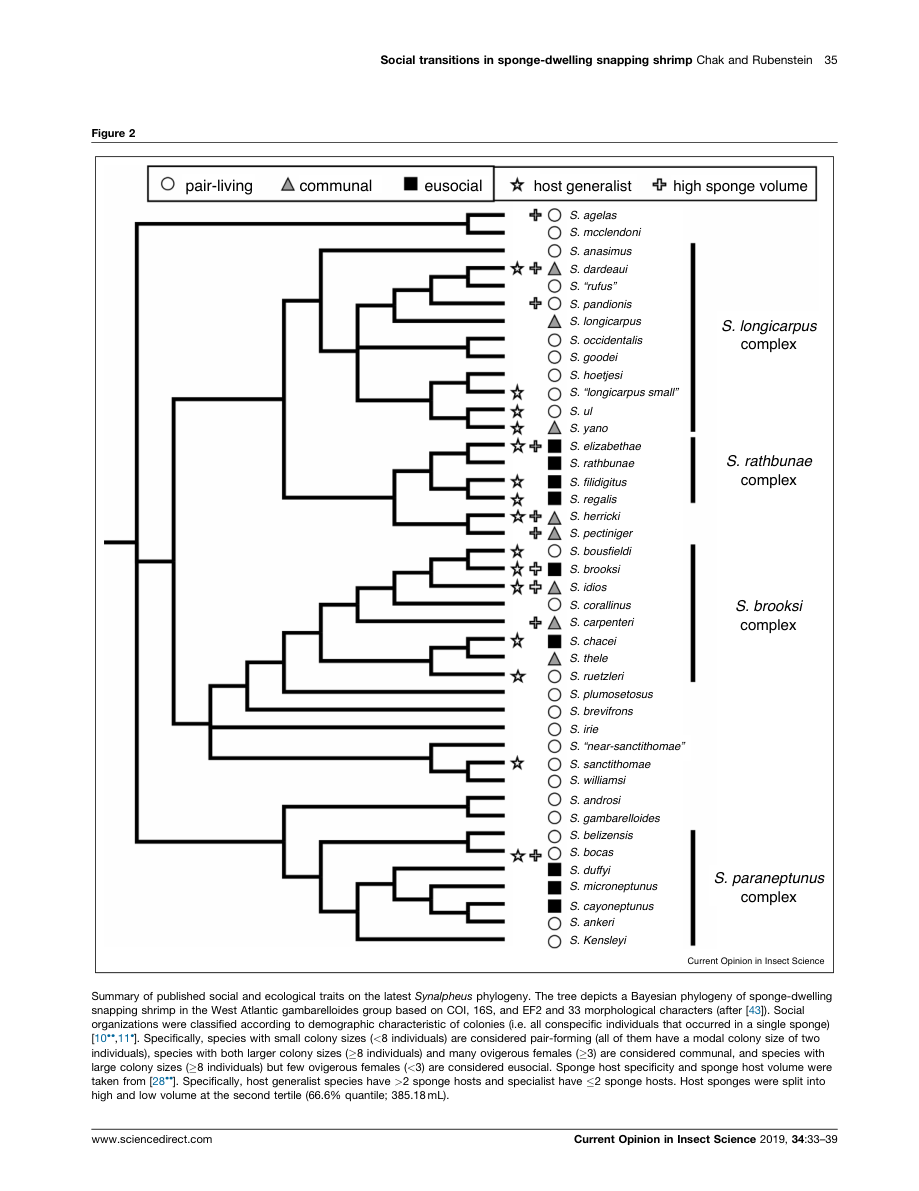 Social transitions in sponge-dwelling snapping shrimp Chak and Rubenstein 35
Figure 2
pair-living communal eusocial host generalist high sponge volume
S. agelas
S. mcclendoni
S. anasimus
S. dardeaui
S. “rufus”
S. pandionis
S. longicarpus
S. occidentalis
S. goodei
S. hoetjesi
S. “longicarpus small”
S. ul
S. yano
S. longicarpus
complex
S. elizabethae
S. rathbunae
S. filidigitus
S. regalis
S. rathbunae
complex
S. herricki
S. pectiniger
S. bousfieldi
S. brooksi
S. idios
S. corallinus
S. carpenteri
S. chacei
S. thele
S. ruetzleri
S. brooksi
complex
S. plumosetosus
S. brevifrons
S. irie
S. “near-sanctithomae”
S. sanctithomae
S. williamsi
S. androsi
S. gambarelloides
S. belizensis
S. bocas
S. duffyi
S. microneptunus
S. cayoneptunus
S. ankeri
S. Kensleyi
S. paraneptunus
complex
Current Opinion in Insect Science
Summary of published social and ecological traits on the latest Synalpheus phylogeny. The tree depicts a Bayesian phylogeny of sponge-dwelling
snapping shrimp in the West Atlantic gambarelloides group based on COI, 16S, and EF2 and 33 morphological characters (after [43]). Social
organizations were classified according to demographic characteristic of colonies (i.e. all conspecific individuals that occurred in a single sponge)
[10••,11•]. Specifically, species with small colony sizes (<8 individuals) are considered pair-forming (all of them have a modal colony size of two
individuals), species with both larger colony sizes (≥8 individuals) and many ovigerous females (≥3) are considered communal, and species with
large colony sizes (≥8 individuals) but few ovigerous females (<3) are considered eusocial. Sponge host specificity and sponge host volume were
taken from [28••]. Specifically, host generalist species have >2 sponge hosts and specialist have ≤2 sponge hosts. Host sponges were split into
high and low volume at the second tertile (66.6% quantile; 385.18 mL).
www.sciencedirect.com Current Opinion in Insect Science 2019, 34:33–39